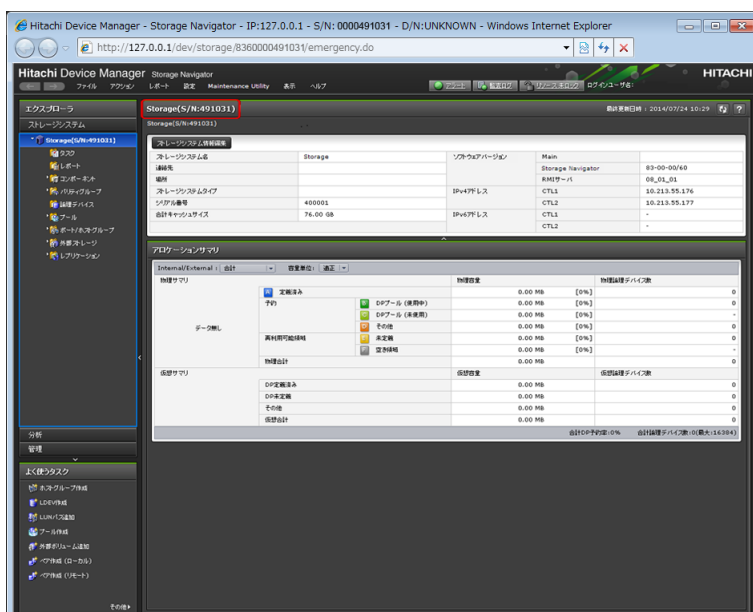 Hitachi Device Manager - Storage Navigator - IP:127.0.0.1 - S/N: 0000491031 - D/N:UNKNOWN - Windows Internet Explorer
http://127.0.0.1/dev/storage/8360000491031/emergency.do
Hitachi Device Manager Storage Navigator
HITACHI
ファイル アクション レポート 設定 Maintenance Utility 表示 ヘルプ
アラート 監査ログ リソースロック ログインユーザ名:
エクスプローラ
Storage(S/N:491031)
最終更新日時 : 2014/07/24 10:29
ストレージシステム
Storage(S/N:491031)
Storage(S/N:491031)
タスク
レポート
コンポーネント
パリティグループ
論理デバイス
プール
ポート/ホストグループ
外部ストレージ
レプリケーション
ストレージシステム情報編集
ストレージシステム名 Storage ソフトウェアバージョン Main
連絡先 Storage Navigator 83-00-00/60
場所 RMIサーバ 08_01_01
ストレージシステムタイプ IPv4アドレス CTL1 10.213.55.176
シリアル番号 400001 CTL2 10.213.55.177
合計キャッシュサイズ 76.00 GB IPv6アドレス CTL1 -
CTL2 -
アロケーションサマリ
Internal/External : 合計 容量単位: 適正
物理サマリ 物理容量 物理論理デバイス数
データ無し
定義済み 0.00 MB [0%] 0
予約 DPプール (使用中) 0.00 MB [0%] 0
DPプール (未使用) 0.00 MB [0%] -
その他 0.00 MB [0%] 0
再利用可能領域 未定義 0.00 MB [0%] 0
空き領域 0.00 MB [0%] -
物理合計 0.00 MB 0
仮想サマリ 仮想容量 仮想論理デバイス数
DP定義済み 0.00 MB 0
DP未定義 0.00 MB 0
その他 0.00 MB 0
仮想合計 0.00 MB 0
合計DP予約率:0% 合計論理デバイス数:0(最大:16384)
分析
管理
よく使うタスク
ホストグループ作成
LDEV作成
LUNパス追加
プール作成
外部ボリューム追加
ペア作成 (ローカル)
ペア作成 (リモート)
その他